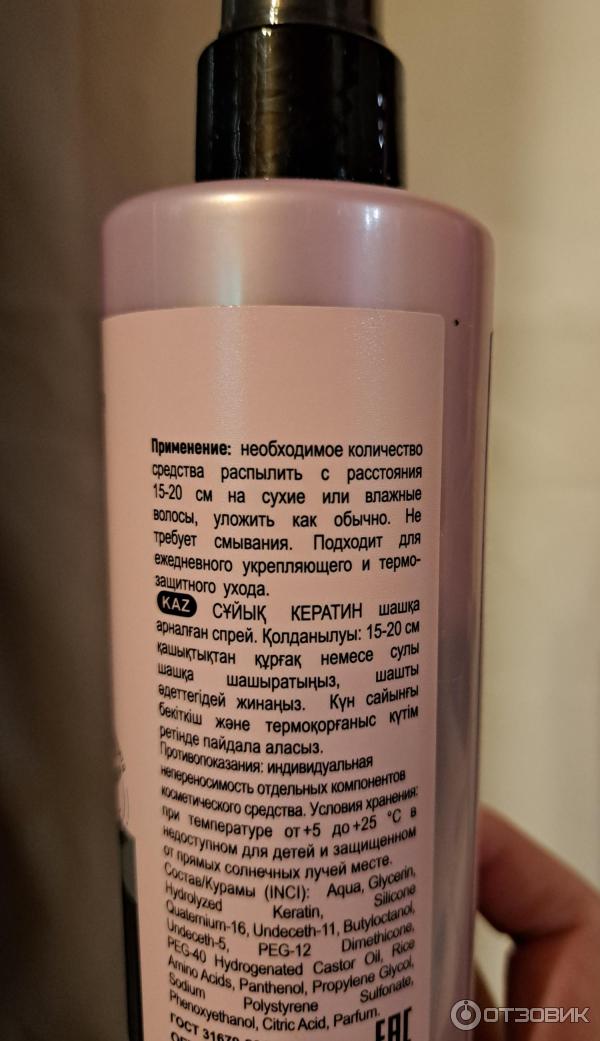 Применение: необходимое количество
средства распылить с расстояния
15-20 см на сухие или влажные
волосы, уложить как обычно. Не
требует смывания. Подходит для
ежедневного укрепляющего и термо-
защитного ухода.
KAZ СҰЙЫҚ КЕРАТИН шашқа
арналған спрей. Қолданылуы: 15-20 см
қашықтықтан құрғақ немесе сулы
шашқа шашыратыңыз, шашты
әдеттегідей жинаңыз. Күн сайынғы
бекіткіш және термоқорғаныс күтім
ретінде пайдала аласыз.
Противопоказания: индивидуальная
непереносимость отдельных компонентов
косметического средства. Условия хранения:
при температуре от +5 до +25 °С в
недоступном для детей и защищенном
от прямых солнечных лучей месте.
Состав/Курамы (INCI): Aqua, Glycerin,
Hydrolyzed Keratin, Silicone
Quaternium-16, Undeceth-11, Butyloctanol,
Undeceth-5, PEG-12 Dimethicone,
PEG-40 Hydrogenated Castor Oil, Rice
Amino Acids, Panthenol, Propylene Glycol,
Sodium Polystyrene Sulfonate,
Phenoxyethanol, Citric Acid, Parfum.
ГОСТ
EAC
ОТЗОВИК